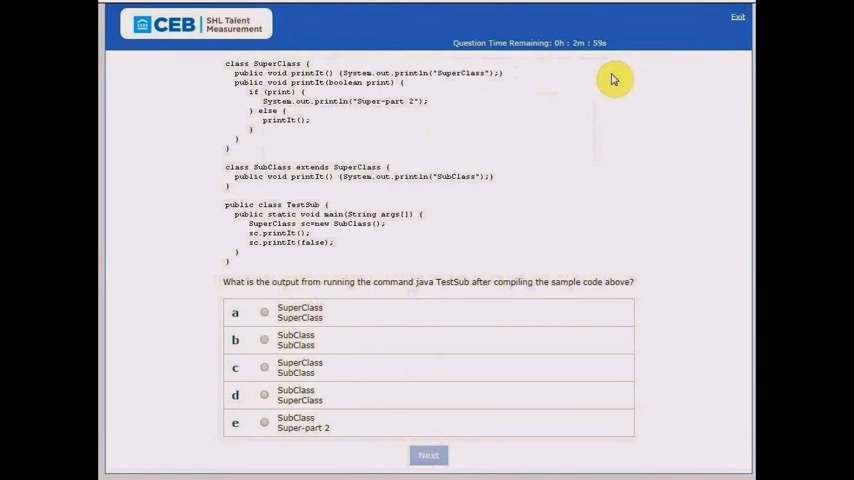 CEB SHL Talent
Measurement
Exit
Question Time Remaining: 0h : 2m : 59s
class SuperClass {
public void printIt() {System.out.println("SuperClass");}
public void printIt(boolean print) {
if (print) {
System.out.println("Super-part 2");
} else {
printIt();
}
}
}
class SubClass extends SuperClass {
public void printIt() {System.out.println("SubClass");}
}
public class TestSub {
public static void main(String args[]) {
SuperClass sc=new SubClass();
sc.printIt();
sc.printIt(false);
}
}
What is the output from running the command java TestSub after compiling the sample code above?
a SuperClass
SuperClass
b SubClass
SubClass
c SuperClass
SubClass
d SubClass
SuperClass
e SubClass
Super-part 2
Next